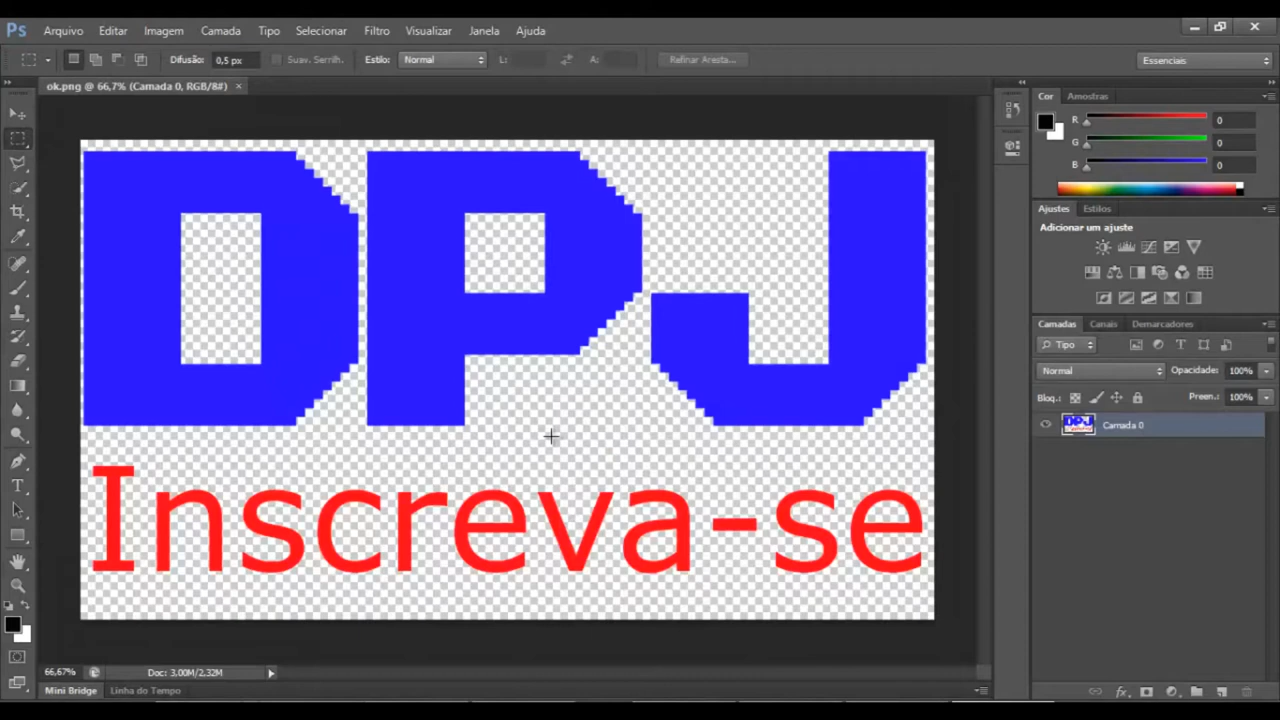 Ps Arquivo Editar Imagem Camada Tipo Selecionar Filtro Visualizar Janela Ajuda
Difusão: 0,5 px Suav. Serrilh. Estilo: Normal L: A: Refinar Aresta... Essenciais
ok.png @ 66,7% (Camada 0, RGB/8#) ×
Cor Amostras
R 0
G 0
B 0
Ajustes Estilos
Adicionar um ajuste
Camadas Canais Demarcadores
Tipo
Normal Opacidade: 100%
Bloq.: Preen.: 100%
Camada 0
DPJ
Inscreva-se
66,67% Doc: 3,00M/2,32M
Mini Bridge Linha do Tempo